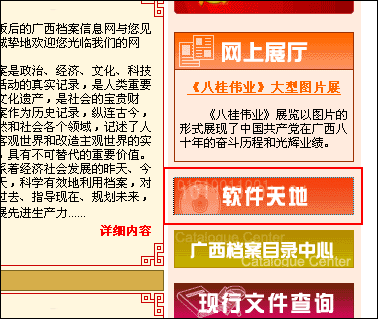 版后的广西档案信息网与您见
诚挚地欢迎您光临我们的网
案是政治、经济、文化、科技
活动的真实记录，是人类重要
文化遗产，是社会的宝贵财
案作为历史记录，纵连古今，
然和社会各个领域，记述了人
客观世界和改造主观世界的实
，具有不可替代的重要价值。
系着经济社会发展的昨天、今
天，科学有效地利用档案，对
过去、指导现在、规划未来，
展先进生产力......
详细内容
网上展厅
《八桂伟业》大型图片展
《八桂伟业》展览以图片的
形式展现了中国共产党在广西八
十年的奋斗历程和光辉业绩。
软件天地
Catalogue Center
广西档案目录中心
Catalogue Center
现行文件查询